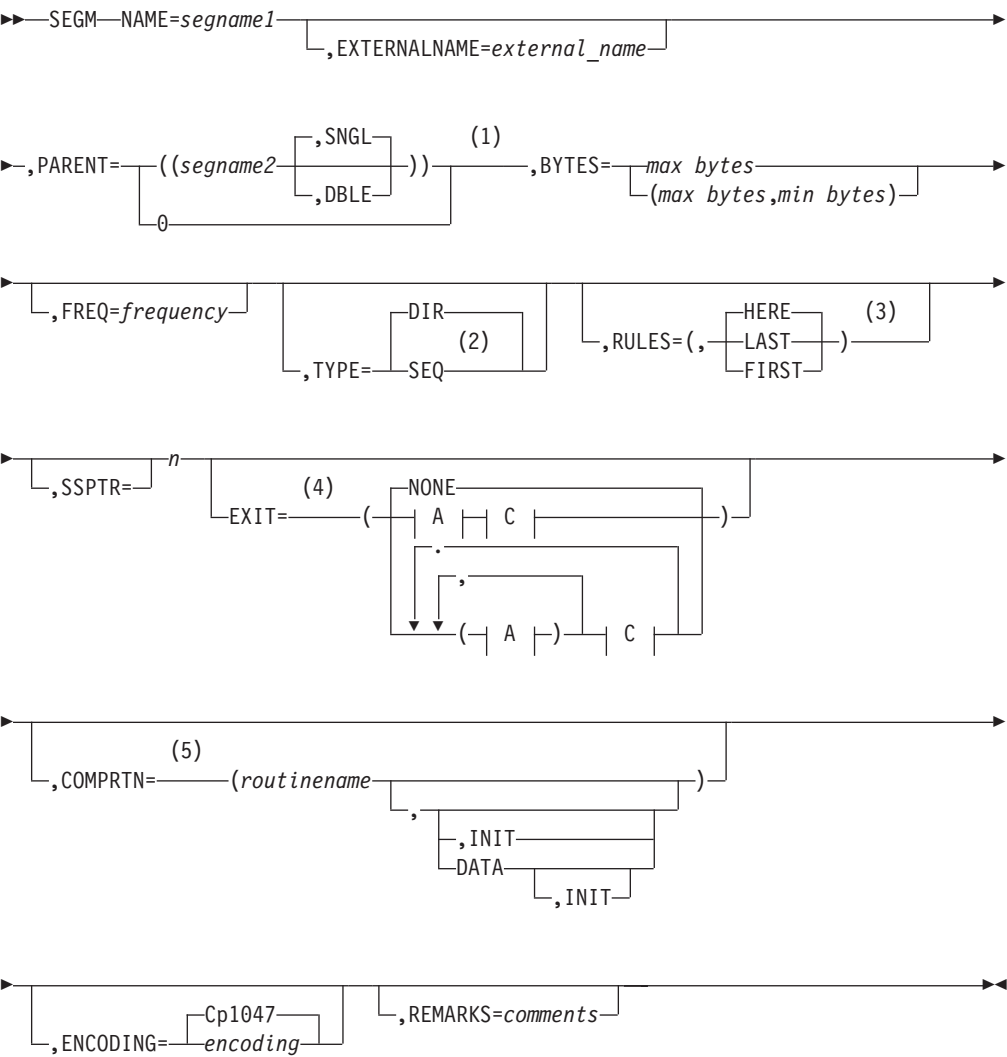 SEGM NAME=segname1
,EXTERNALNAME=external_name
,SNGL (1)
,PARENT= ((segname2 )) ,BYTES= max bytes
,DBLE (max bytes,min bytes)
0
,FREQ=frequency DIR HERE (3)
(2) ,RULES=(, LAST )
,TYPE= SEQ FIRST
n
,SSPTR= (4) NONE
EXIT= ( A C )
.
,
( A ) C
(5)
,COMPRTN= (routinename )
,
,INIT
DATA
,INIT
Cp1047 ,REMARKS=comments
,ENCODING= encoding